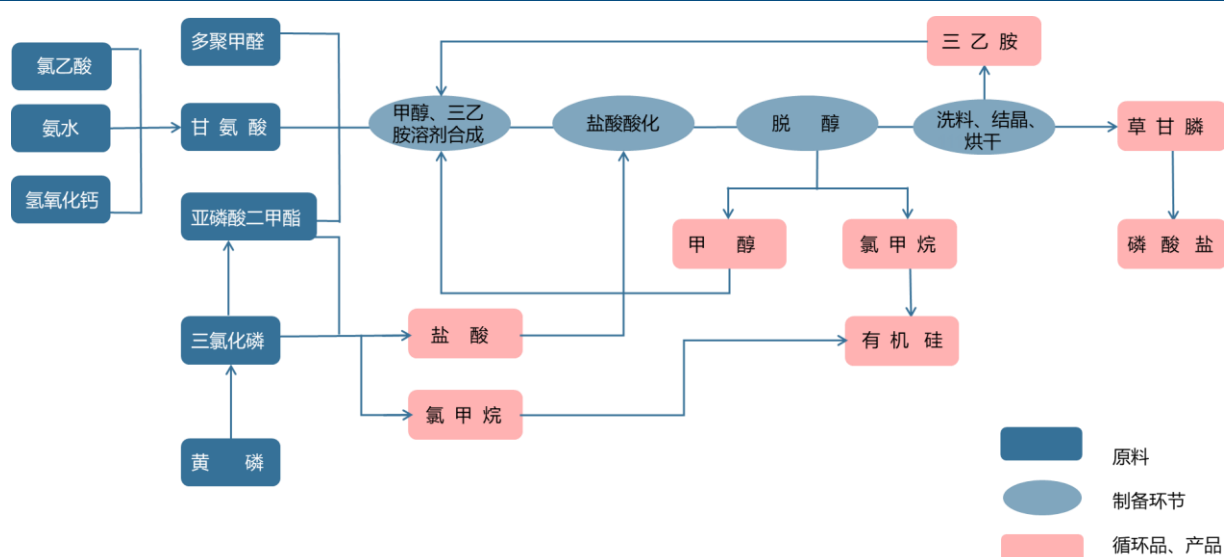 多聚甲醛
三乙胺
氯乙酸
氨水
甘氨酸
甲醇、三乙
胺溶剂合成
盐酸酸化
脱醇
洗料、结晶、
烘干
草甘膦
氢氧化钙
亚磷酸二甲酯
甲醇
氯甲烷
磷酸盐
三氯化磷
盐酸
有机硅
氯甲烷
黄磷
原料
制备环节
循环品、产品